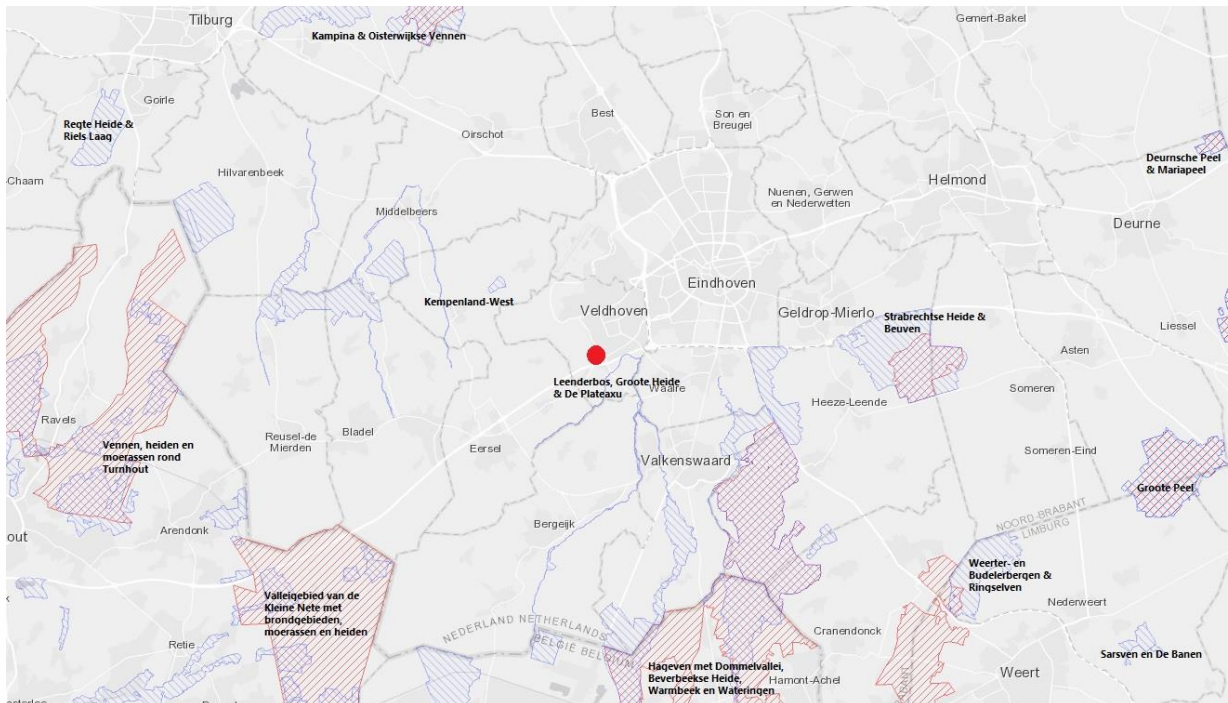 Tilburg
Kampina & Oisterwijkse Vennen
Gemert-Bakel
Goirle
Best
Son en
Breugel
Regte Heide &
Riels Laag
Oirschot
Deurnsche Peel
& Mariapeel
Chaam
Hilvarenbeek
Helmond
Nuenen, Gerwen
en Nederwetten
Middelbeers
Deurne
Eindhoven
Kempenland-West
Veldhoven
Geldrop-Mierlo
Strabrechtse Heide &
Beuven
Liessel
Asten
Leenderbos, Groote Heide
& De Plateaxu
Waalre
Someren
Heeze-Leende
Ravels
Bladel
Reusel-de
Mierden
Eersel
Vennen, heiden en
moerassen rond
Turnhout
Valkenswaard
Someren-Eind
Groote Peel
Arendonk
Bergeijk
out
NOORD-BRABANT
LIMBURG
Weerter- en
Budelerbergen &
Ringselven
Valleigebied van de
Kleine Nete met
brondgebieden,
moerassen en heiden
Nederweert
NEDERLAND NETHERLANDS
BELGIË BELGIUM
Cranendonck
Retie
Sarsven en De Banen
Hageven met Dommelvallei,
Beverbeekse Heide,
Warmbeek en Wateringen
Hamont-Achel
Weert